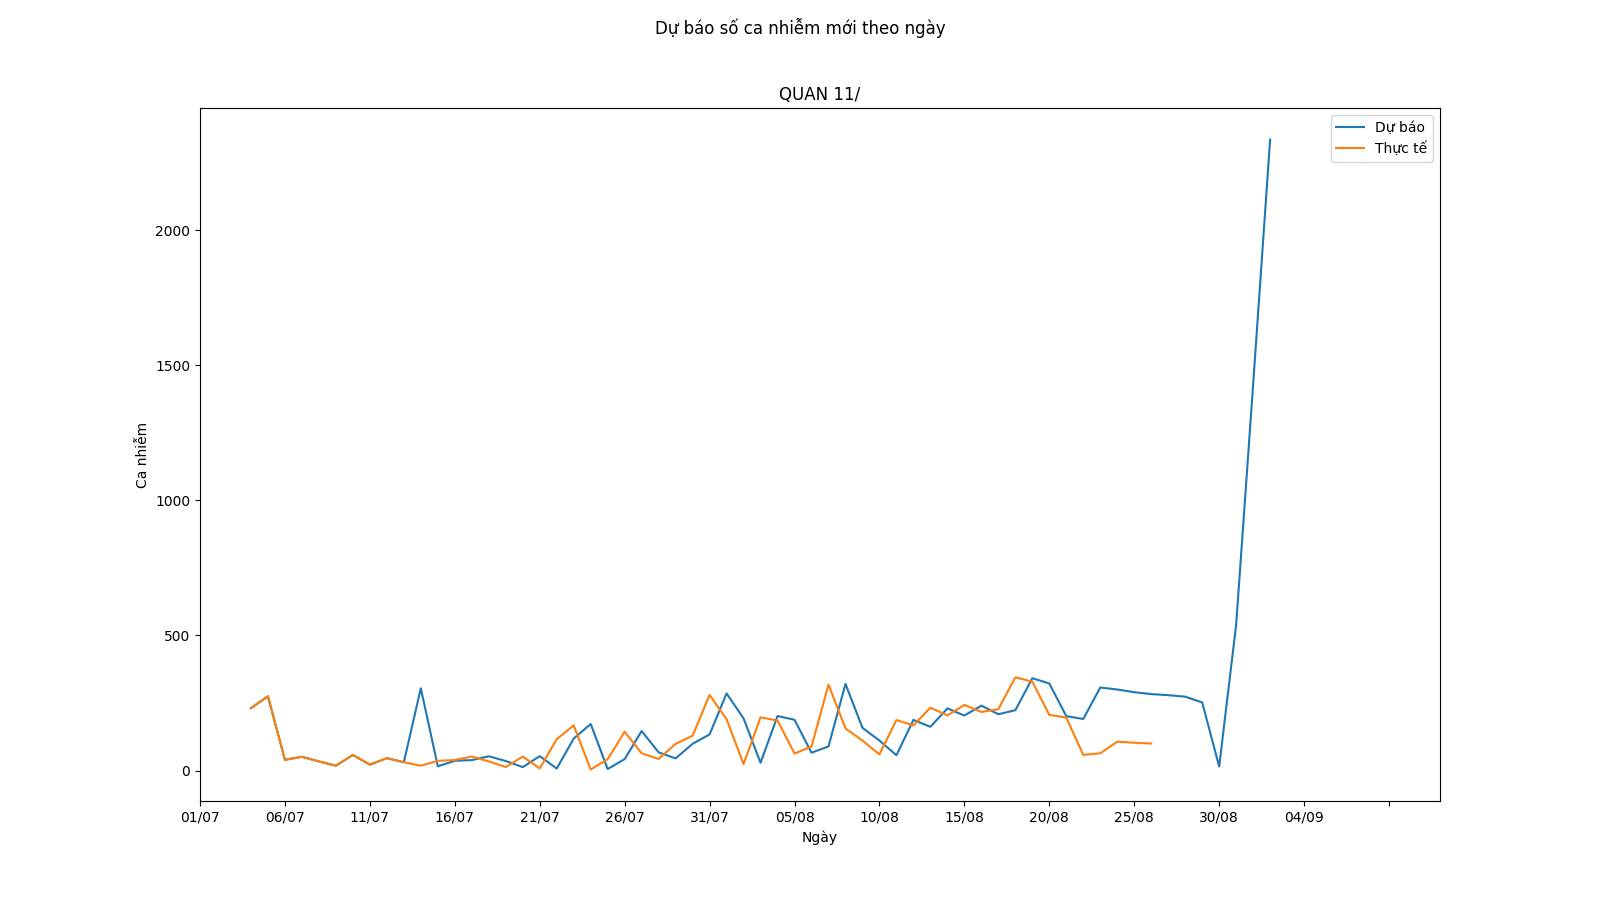 Dự báo số ca nhiễm mới theo ngày
QUAN 11/
Dự báo
Thực tế
2000
1500
1000
500
0
Ca nhiễm
01/07 06/07 11/07 16/07 21/07 26/07 31/07 05/08 10/08 15/08 20/08 25/08 30/08 04/09
Ngày